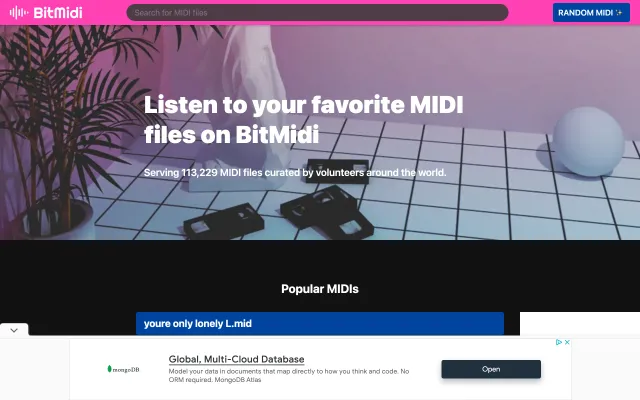 BitMidi
Search for MIDI files
RANDOM MIDI ✨
Listen to your favorite MIDI
files on BitMidi
Serving 113,229 MIDI files curated by volunteers around the world.
Popular MIDIs
youre only lonely L.mid
mongoDB
Global, Multi-Cloud Database
Model your data in documents that map directly to how you think and code. No
ORM required: MongoDB Atlas
Open